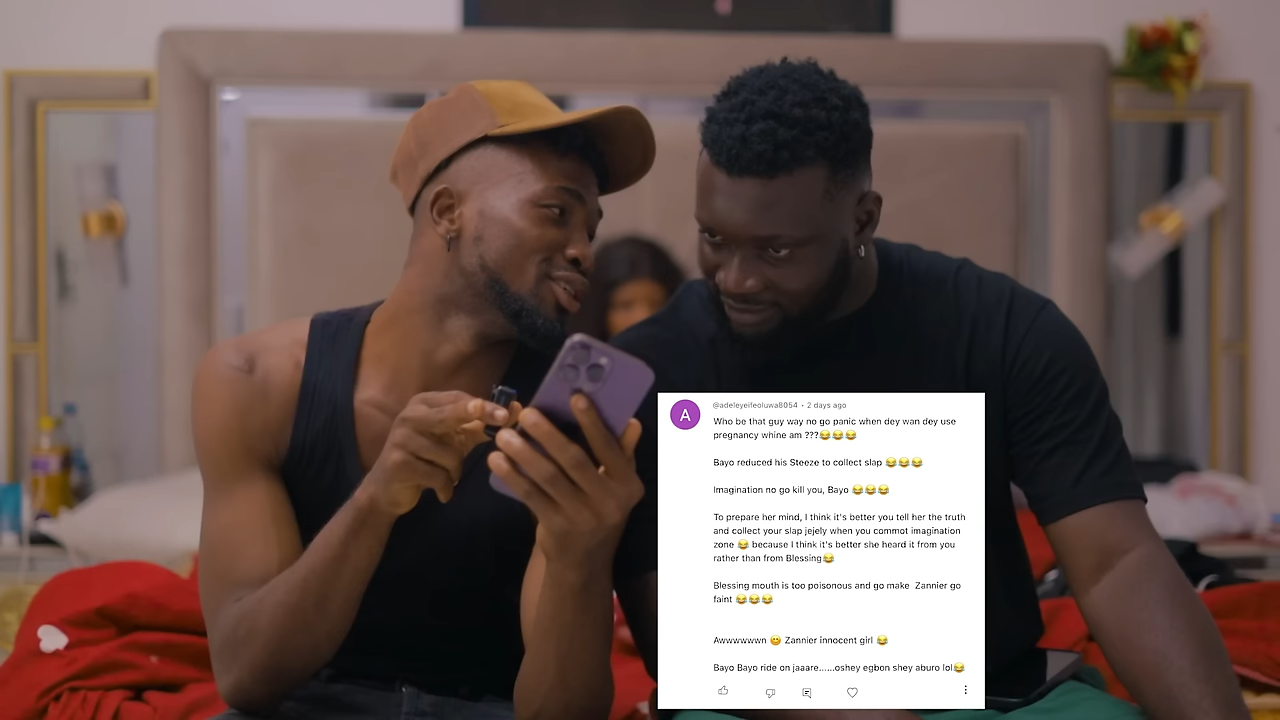 A
@adeleyeifeoluwa8054 • 2 days ago
Who be that guy way no go panic when dey wan dey use
pregnancy whine am ???😂😂😂
Bayo reduced his Steeze to collect slap 😂😂😂
Imagination no go kill you, Bayo 😂😂😂
To prepare her mind, I think it's better you tell her the truth
and collect your slap jejely when you commot imagination
zone 😂 because I think it's better she heard it from you
rather than from Blessing😂
Blessing mouth is too poisonous and go make Zannier go
faint 😂😂😂
Awwwwwwn 😊 Zannier innocent girl 😂
Bayo Bayo ride on jaaare......oshey egbon shey aburo lol😂